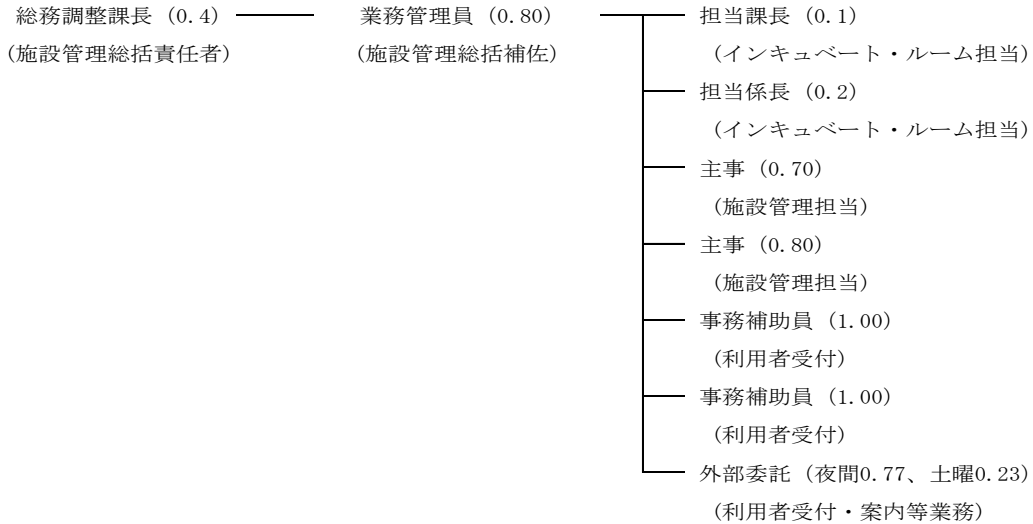 総務調整課長（0.4） 業務管理員（0.80） 担当課長（0.1）
（施設管理総括責任者） （施設管理総括補佐） （インキュベート・ルーム担当）
担当係長（0.2）
（インキュベート・ルーム担当）
主事（0.70）
（施設管理担当）
主事（0.80）
（施設管理担当）
事務補助員（1.00）
（利用者受付）
事務補助員（1.00）
（利用者受付）
外部委託（夜間0.77、土曜0.23）
（利用者受付・案内等業務）